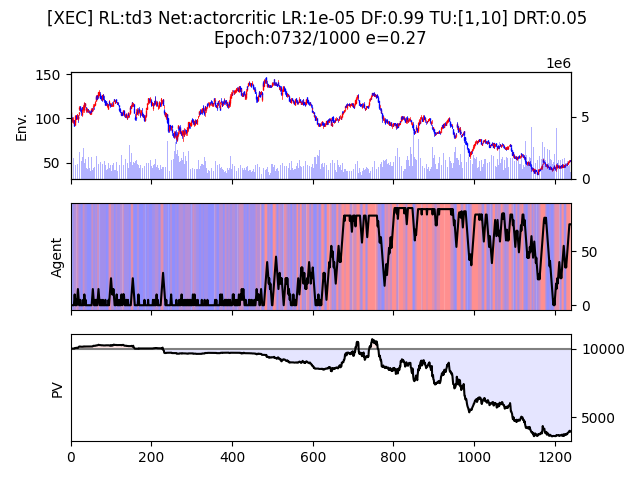 [XEC] RL:td3 Net:actorcritic LR:1e-05 DF:0.99 TU:[1,10] DRT:0.05
Epoch:0732/1000 e=0.27
1e6
150
100
50
Env.
5
0
Agent
50
0
PV
10000
5000
0 200 400 600 800 1000 1200